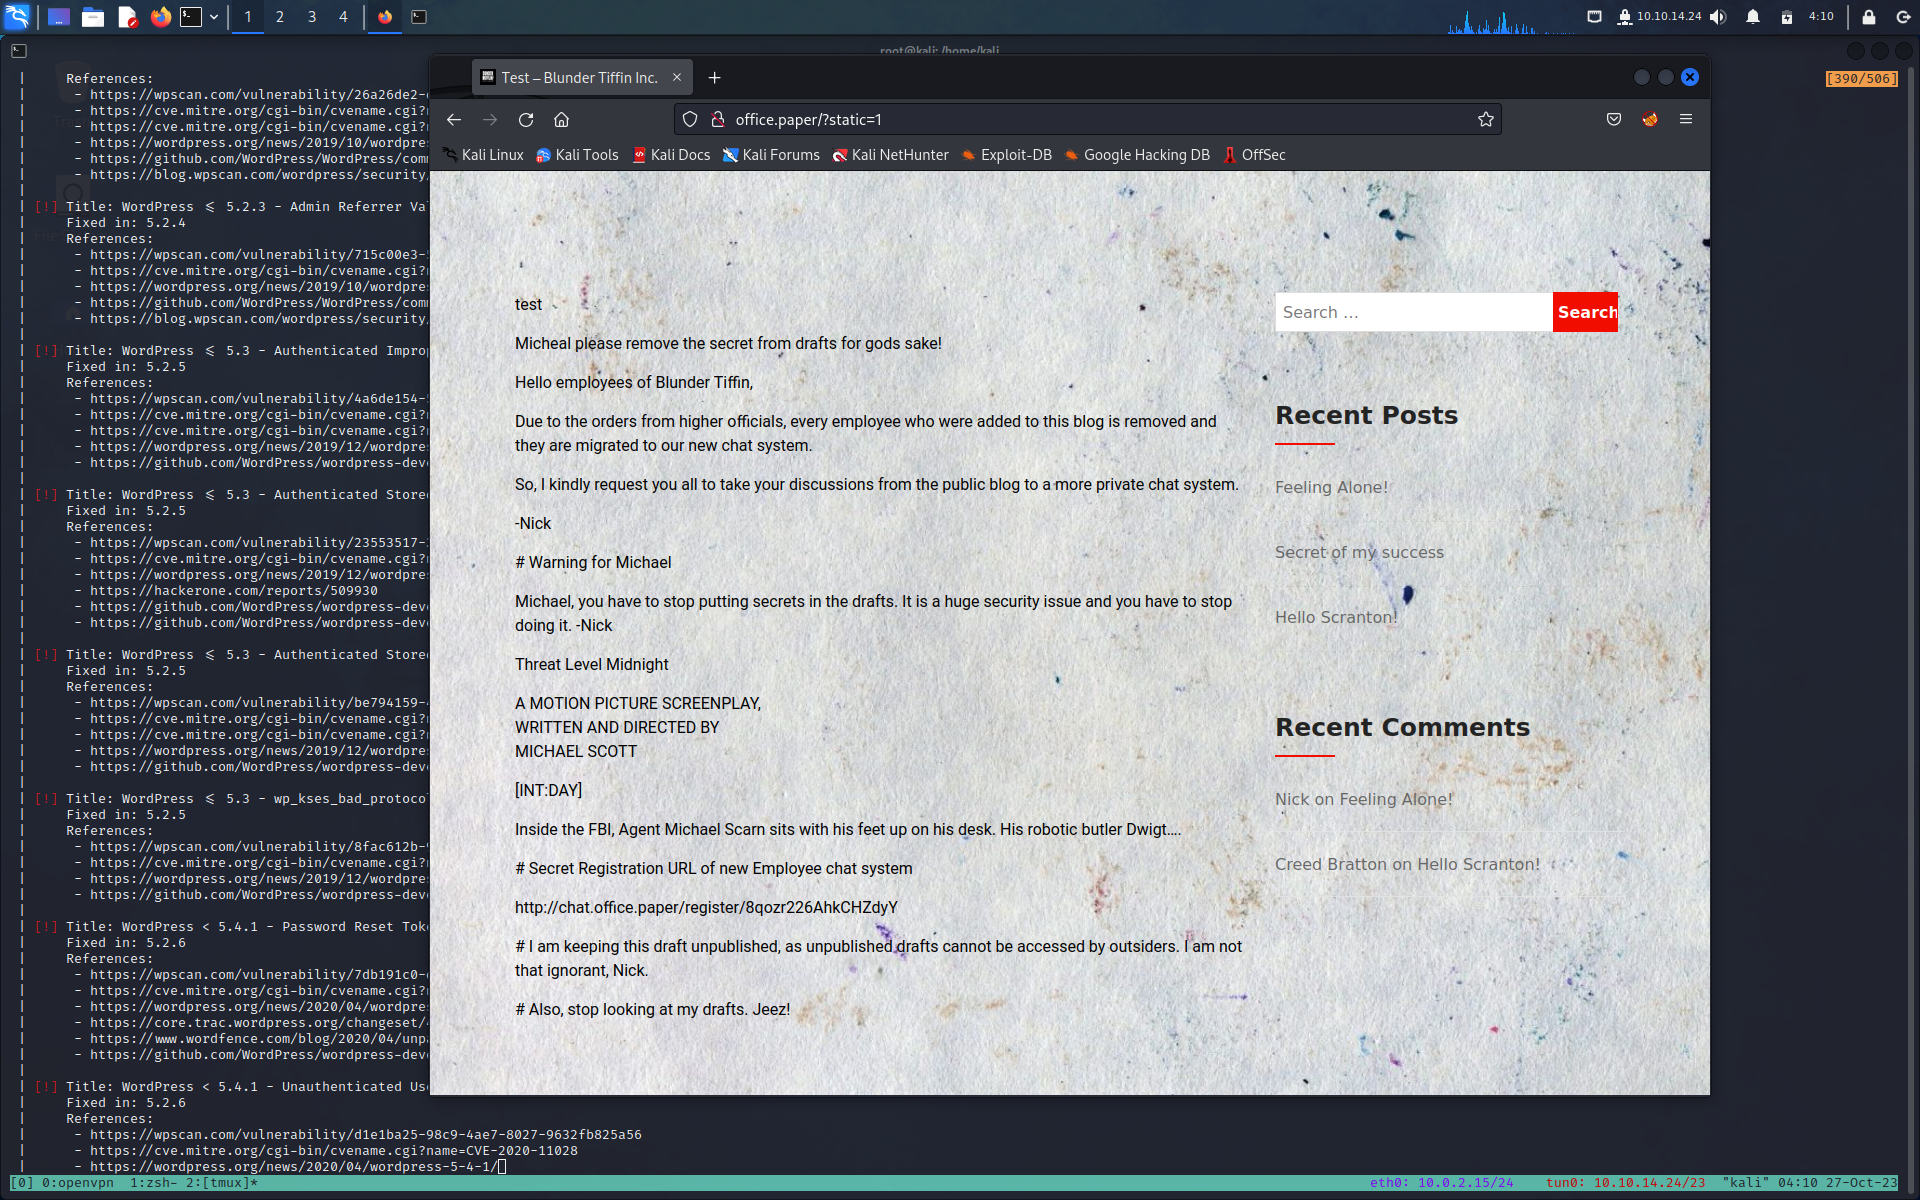 1 2 3 4
10.10.14.24
4:10
root@kali: /home/kali
[390/506]
| References:
| - https://wpscan.com/vulnerability/26a26de2-
| - https://cve.mitre.org/cgi-bin/cvename.cgi?
| - https://cve.mitre.org/cgi-bin/cvename.cgi?
| - https://wordpress.org/news/2019/10/wordpre
| - https://github.com/WordPress/WordPress/com
| - https://blog.wpscan.com/wordpress/security
|
| [!] Title: WordPress <= 5.2.3 - Admin Referrer Va
| Fixed in: 5.2.4
| References:
| - https://wpscan.com/vulnerability/715c00e3-
| - https://cve.mitre.org/cgi-bin/cvename.cgi?
| - https://wordpress.org/news/2019/10/wordpre
| - https://github.com/WordPress/WordPress/com
| - https://blog.wpscan.com/wordpress/security
|
| [!] Title: WordPress <= 5.3 - Authenticated Impro
| Fixed in: 5.2.5
| References:
| - https://wpscan.com/vulnerability/4a6de154-
| - https://cve.mitre.org/cgi-bin/cvename.cgi?
| - https://cve.mitre.org/cgi-bin/cvename.cgi?
| - https://wordpress.org/news/2019/12/wordpre
| - https://github.com/WordPress/wordpress-dev
|
| [!] Title: WordPress <= 5.3 - Authenticated Store
| Fixed in: 5.2.5
| References:
| - https://wpscan.com/vulnerability/23553517-
| - https://cve.mitre.org/cgi-bin/cvename.cgi?
| - https://wordpress.org/news/2019/12/wordpre
| - https://hackerone.com/reports/509930
| - https://github.com/WordPress/wordpress-dev
| - https://github.com/WordPress/wordpress-dev
|
| [!] Title: WordPress <= 5.3 - Authenticated Store
| Fixed in: 5.2.5
| References:
| - https://wpscan.com/vulnerability/be794159-
| - https://cve.mitre.org/cgi-bin/cvename.cgi?
| - https://cve.mitre.org/cgi-bin/cvename.cgi?
| - https://wordpress.org/news/2019/12/wordpre
| - https://github.com/WordPress/wordpress-dev
|
| [!] Title: WordPress <= 5.3 - wp_kses_bad_protoco
| Fixed in: 5.2.5
| References:
| - https://wpscan.com/vulnerability/8fac612b-
| - https://cve.mitre.org/cgi-bin/cvename.cgi?
| - https://wordpress.org/news/2019/12/wordpre
| - https://github.com/WordPress/wordpress-dev
|
| [!] Title: WordPress < 5.4.1 - Password Reset Tok
| Fixed in: 5.2.6
| References:
| - https://wpscan.com/vulnerability/7db191c0-
| - https://cve.mitre.org/cgi-bin/cvename.cgi?
| - https://wordpress.org/news/2020/04/wordpre
| - https://core.trac.wordpress.org/changeset/
| - https://www.wordfence.com/blog/2020/04/unp
| - https://github.com/WordPress/wordpress-dev
|
| [!] Title: WordPress < 5.4.1 - Unauthenticated Us
| Fixed in: 5.2.6
| References:
| - https://wpscan.com/vulnerability/d1e1ba25-98c9-4ae7-8027-9632fb825a56
| - https://cve.mitre.org/cgi-bin/cvename.cgi?name=CVE-2020-11028
| - https://wordpress.org/news/2020/04/wordpress-5-4-1/
Test – Blunder Tiffin Inc.
office.paper/?static=1
Kali Linux Kali Tools Kali Docs Kali Forums Kali NetHunter Exploit-DB Google Hacking DB OffSec
test
Micheal please remove the secret from drafts for gods sake!
Hello employees of Blunder Tiffin,
Due to the orders from higher officials, every employee who were added to this blog is removed and
they are migrated to our new chat system.
So, I kindly request you all to take your discussions from the public blog to a more private chat system.
-Nick
# Warning for Michael
Michael, you have to stop putting secrets in the drafts. It is a huge security issue and you have to stop
doing it. -Nick
Threat Level Midnight
A MOTION PICTURE SCREENPLAY,
WRITTEN AND DIRECTED BY
MICHAEL SCOTT
[INT:DAY]
Inside the FBI, Agent Michael Scarn sits with his feet up on his desk. His robotic butler Dwigt….
# Secret Registration URL of new Employee chat system
http://chat.office.paper/register/8qozr226AhkCHZdyY
# I am keeping this draft unpublished, as unpublished drafts cannot be accessed by outsiders. I am not
that ignorant, Nick.
# Also, stop looking at my drafts. Jeez!
Search …
Search
Recent Posts
Feeling Alone!
Secret of my success
Hello Scranton!
Recent Comments
Nick on Feeling Alone!
Creed Bratton on Hello Scranton!
[0] 0:openvpn 1:zsh- 2:[tmux]*
eth0: 10.0.2.15/24 tun0: 10.10.14.24/23 "kali" 04:10 27-Oct-23